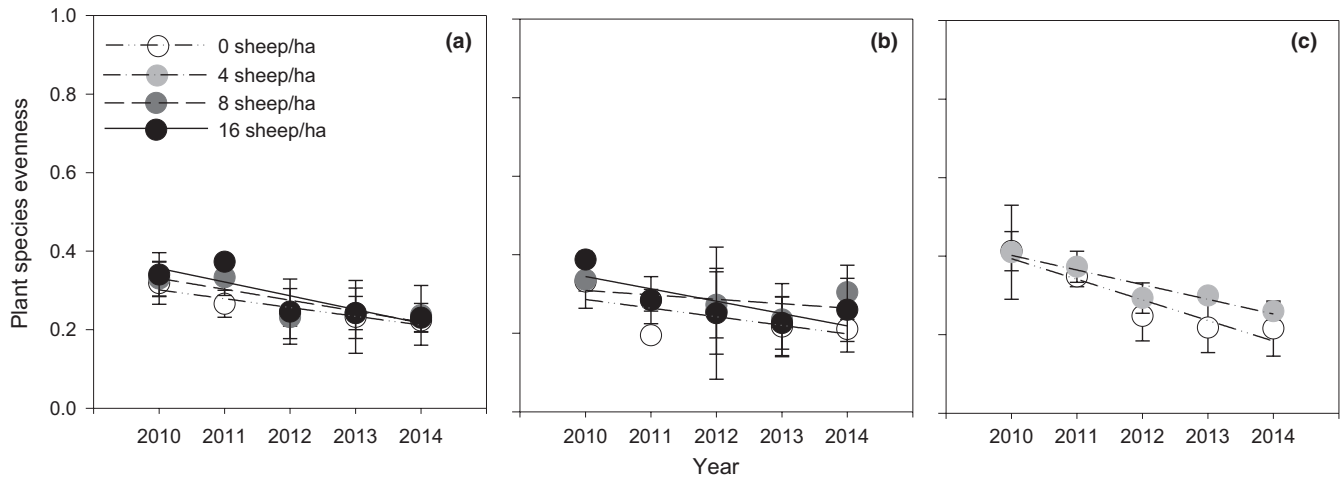 Plant species evenness
1.0
0.8
0.6
0.4
0.2
0.0
0 sheep/ha
4 sheep/ha
8 sheep/ha
16 sheep/ha
(a)
(b)
(c)
2010 2011 2012 2013 2014
2010 2011 2012 2013 2014
2010 2011 2012 2013 2014
Year